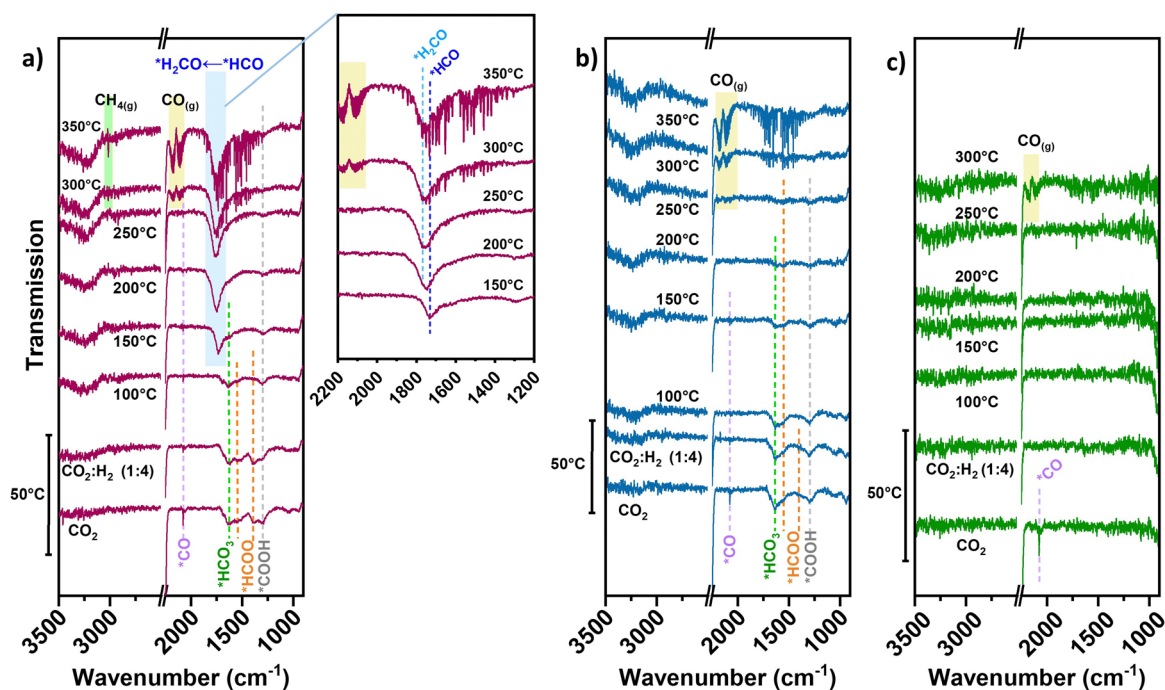 a)
*H₂CO←*HCO
CH₄(g)
CO(g)
350°C
300°C
250°C
200°C
150°C
100°C
CO₂:H₂ (1:4)
50°C
CO₂
*CO
*HCO₃
*HCOO
*COOH
Transmission
3500
3000
2000
1500
1000
Wavenumber (cm⁻¹)
*H₂CO
*HCO
350°C
300°C
250°C
200°C
150°C
2200
2000
1800
1600
1400
1200
b)
CO(g)
350°C
300°C
250°C
200°C
150°C
100°C
CO₂:H₂ (1:4)
50°C
CO₂
*CO
*HCO₃
*HCOO
*COOH
3500
3000
2000
1500
1000
Wavenumber (cm⁻¹)
c)
CO(g)
300°C
250°C
200°C
150°C
100°C
CO₂:H₂ (1:4)
50°C
*CO
CO₂
3500
3000
2000
1500
1000
Wavenumber (cm⁻¹)